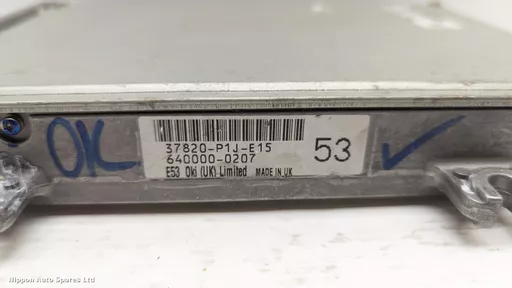 OK
37820-P1J-E15
640000-0207
53
E53 Oki (UK) Limited MADE IN UK
Nippon Auto Spares Ltd